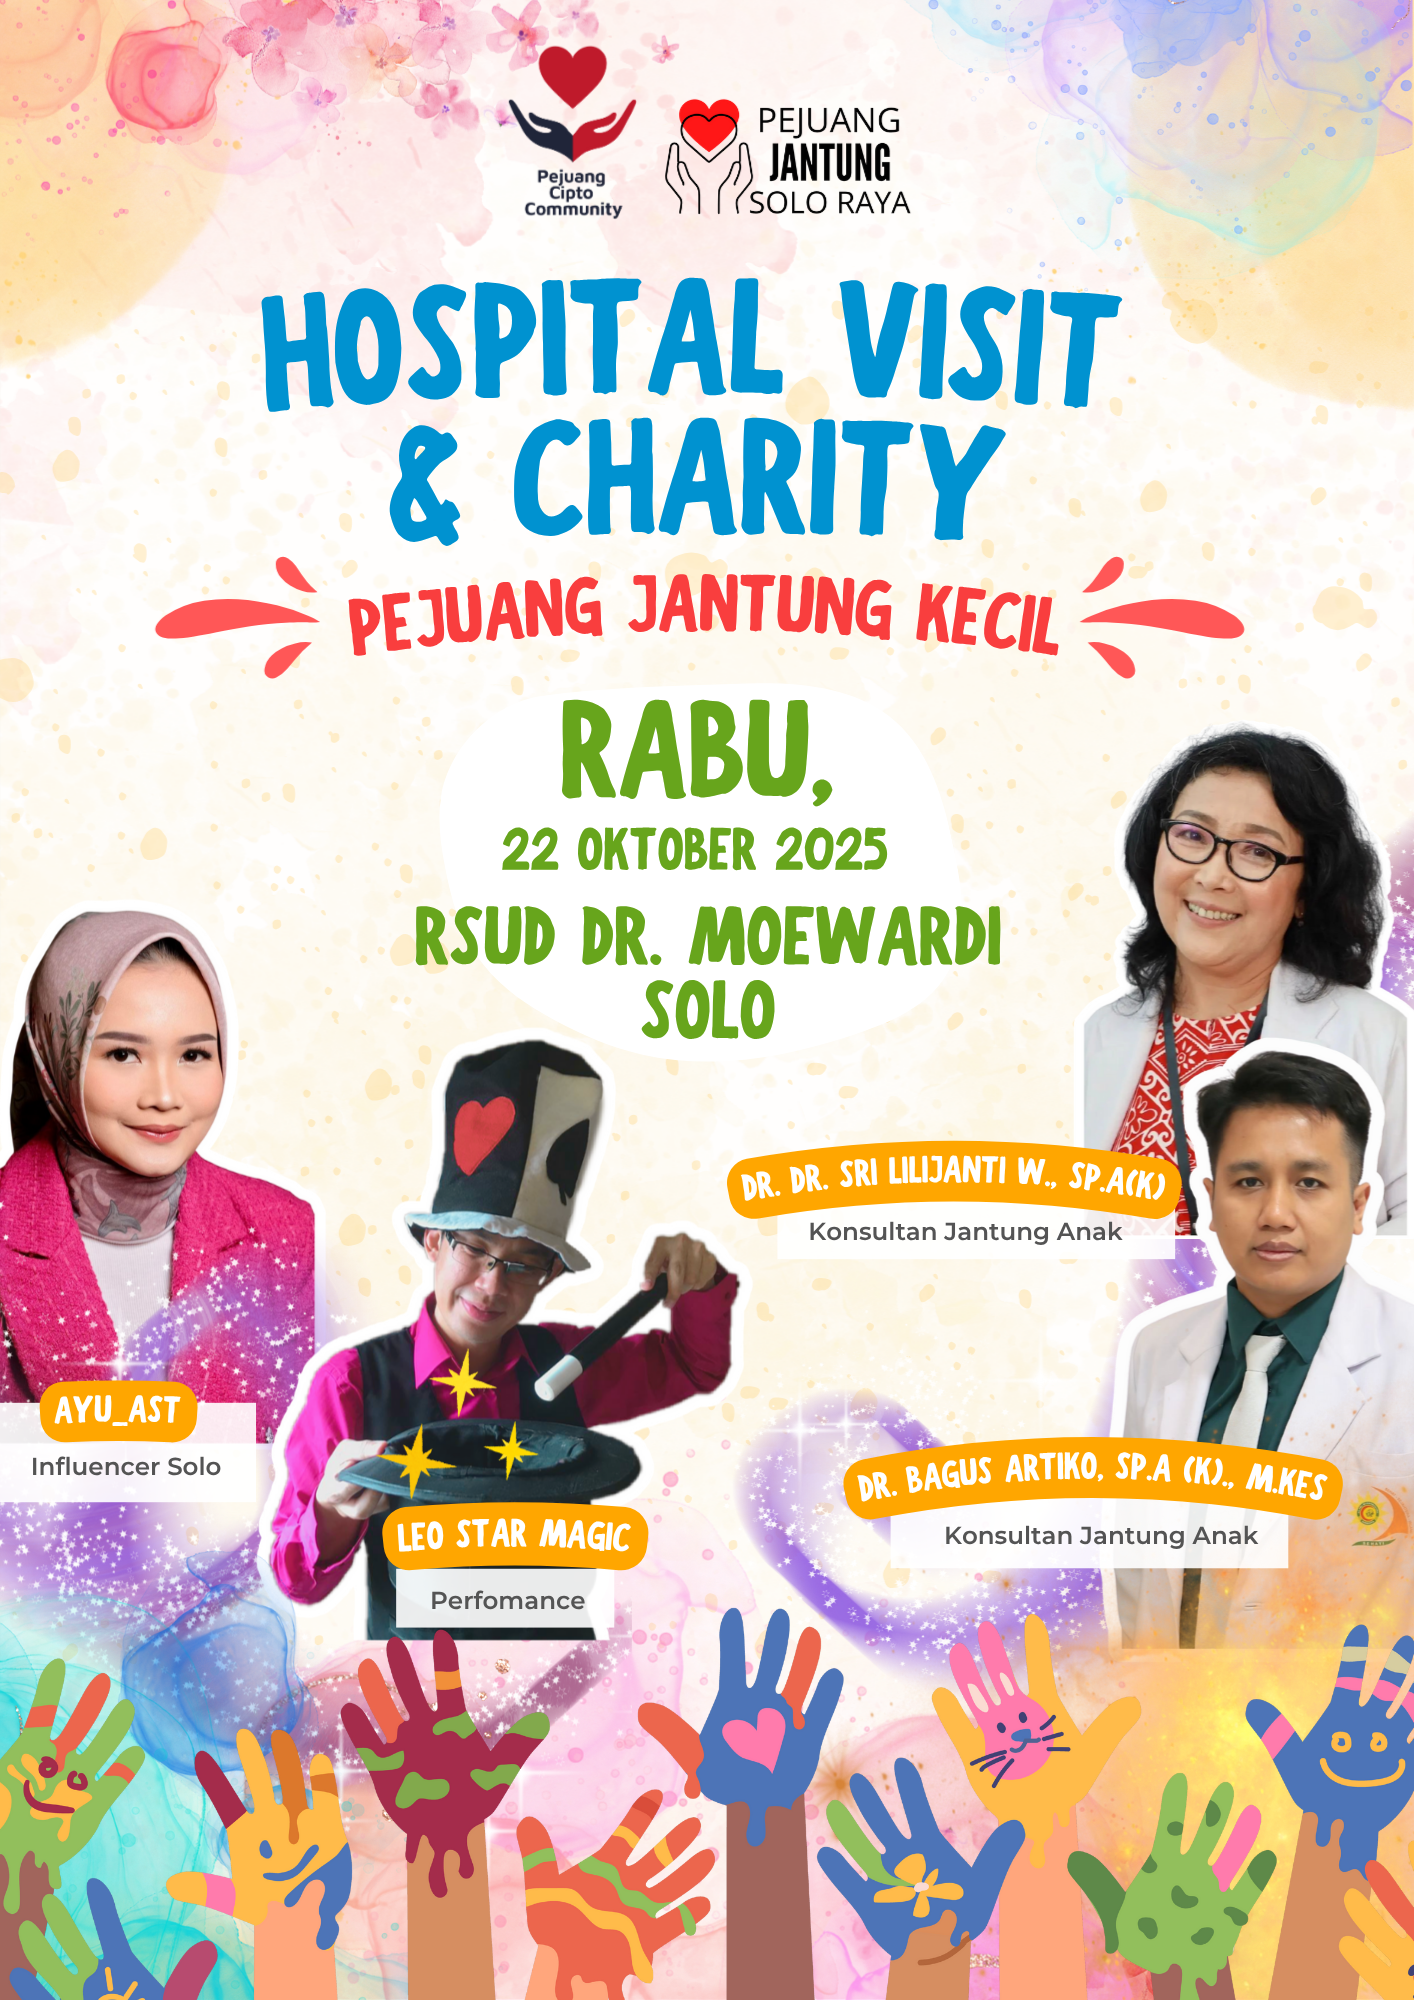 Pejuang
Cipto
Community
PEJUANG
JANTUNG
SOLO RAYA
HOSPITAL VISIT
& CHARITY
PEJUANG JANTUNG KECIL
RABU,
22 OKTOBER 2025
RSUD DR. MOEWARDI
SOLO
DR. DR. SRI LILIJANTI W., SP.A(K)
Konsultan Jantung Anak
AYU_AST
Influencer Solo
LEO STAR MAGIC
Perfomance
DR. BAGUS ARTIKO, SP.A (K)., M.KES
Konsultan Jantung Anak